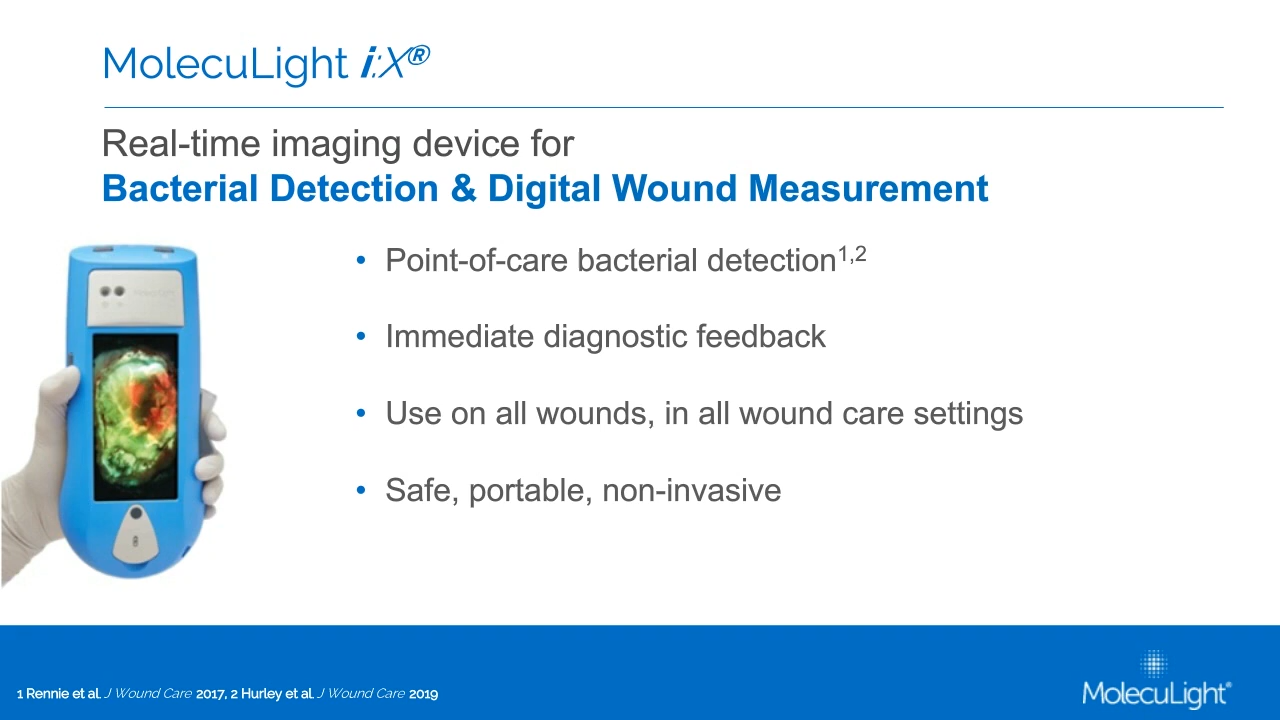 MolecuLight i:X®
Real-time imaging device for
Bacterial Detection & Digital Wound Measurement
• Point-of-care bacterial detection1,2
• Immediate diagnostic feedback
• Use on all wounds, in all wound care settings
• Safe, portable, non-invasive
1 Rennie et al. J Wound Care 2017, 2 Hurley et al. J Wound Care 2019
MolecuLight®